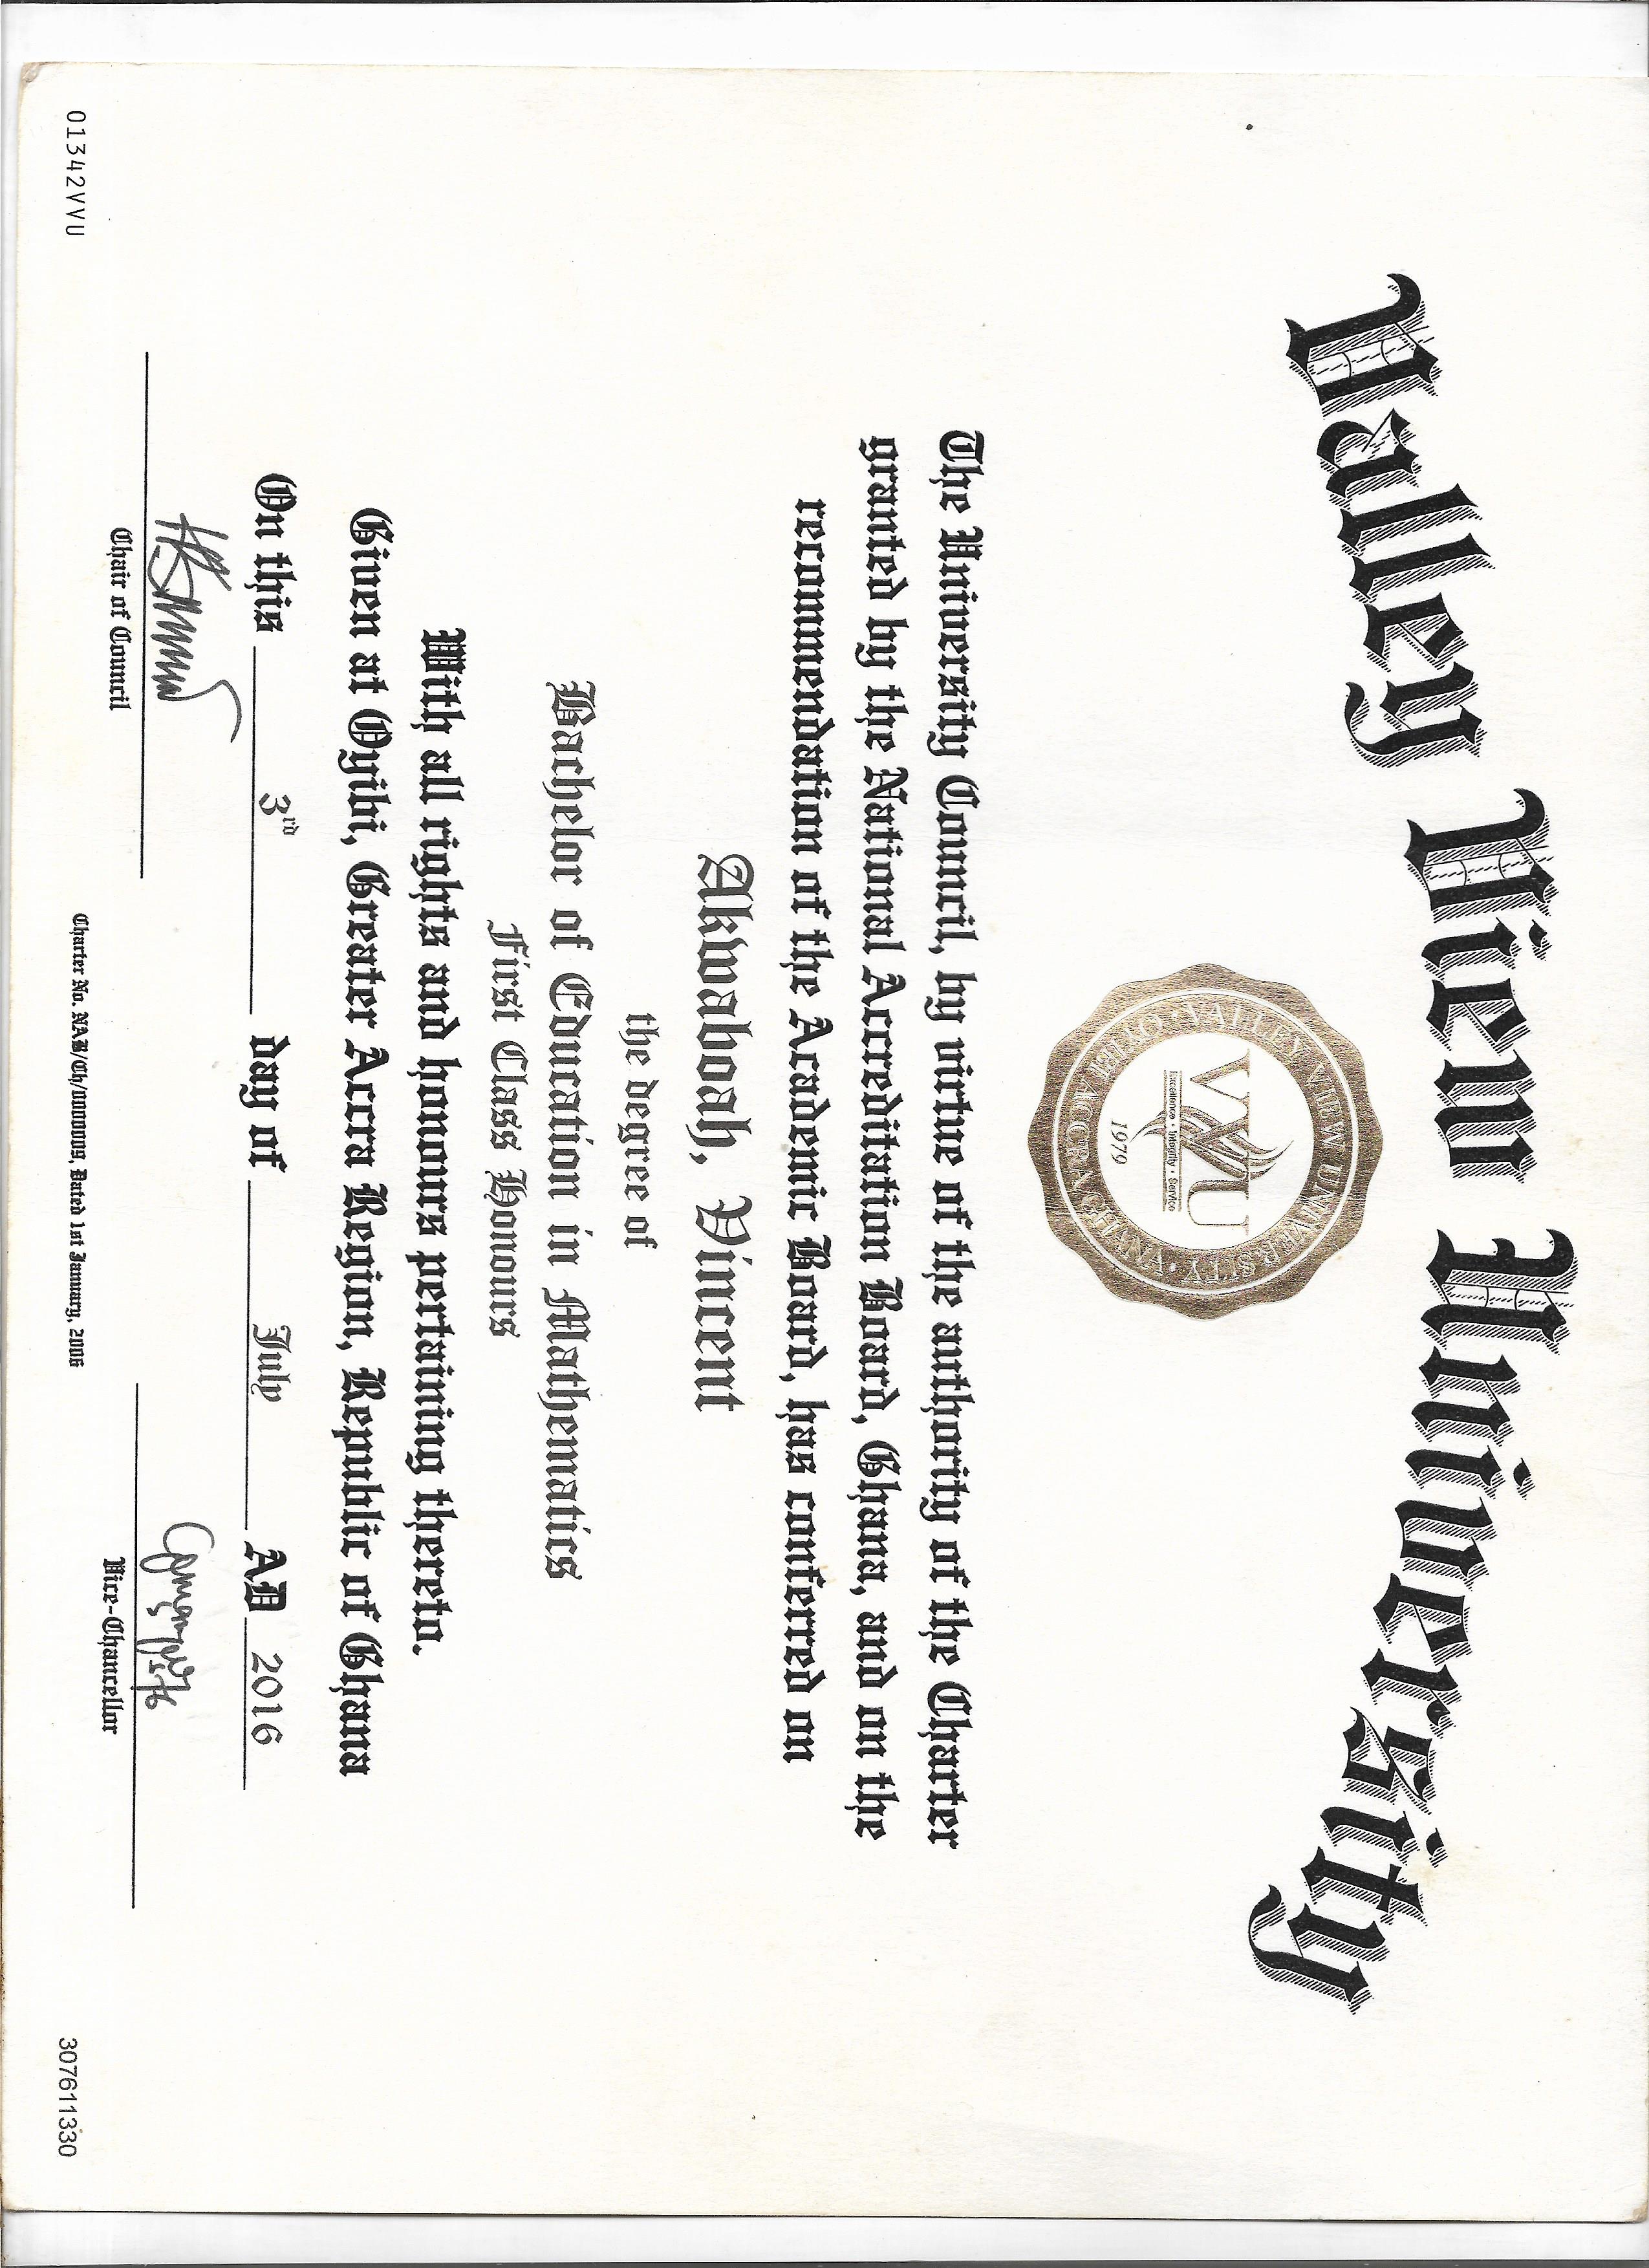 Valley View University
VALLEY VIEW UNIVERSITY
VVU
Excellence • Integrity • Service
1979
OYIBI ACCRA GHANA
The University Council, by virtue of the authority of the Charter
granted by the National Accreditation Board, Ghana, and on the
recommendation of the Academic Board, has conferred on
Akwaboah, Vincent
the degree of
Bachelor of Education in Mathematics
First Class Honours
With all rights and honours pertaining thereto.
Given at Oyibi, Greater Accra Region, Republic of Ghana
On this 3rd day of July AD 2016
Chair of Council
Vice-Chancellor
Charter No. NAB/Ch/0000009, Dated 1st January, 2006
01342VVU
307611330